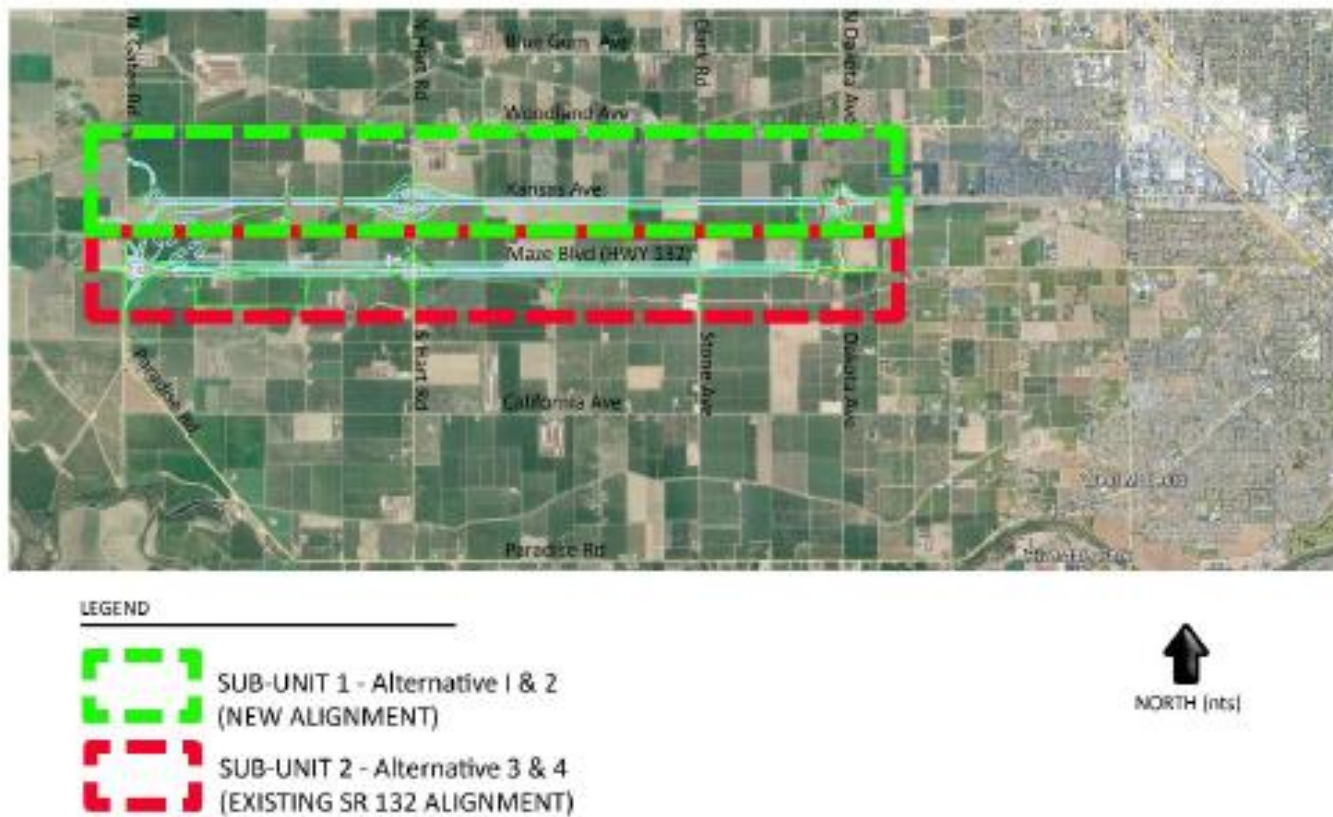 N Hart Rd
Blue Gum Ave
Clark Rd
N Dakota Ave
Woodland Ave
Kansas Ave
Maze Blvd (HWY 132)
Paradise Rd
S Hart Rd
Stone Ave
Dakota Ave
California Ave
Paradise Rd
LEGEND
SUB-UNIT 1 - Alternative I & 2
(NEW ALIGNMENT)
SUB-UNIT 2 - Alternative 3 & 4
(EXISTING SR 132 ALIGNMENT)
NORTH (nts)